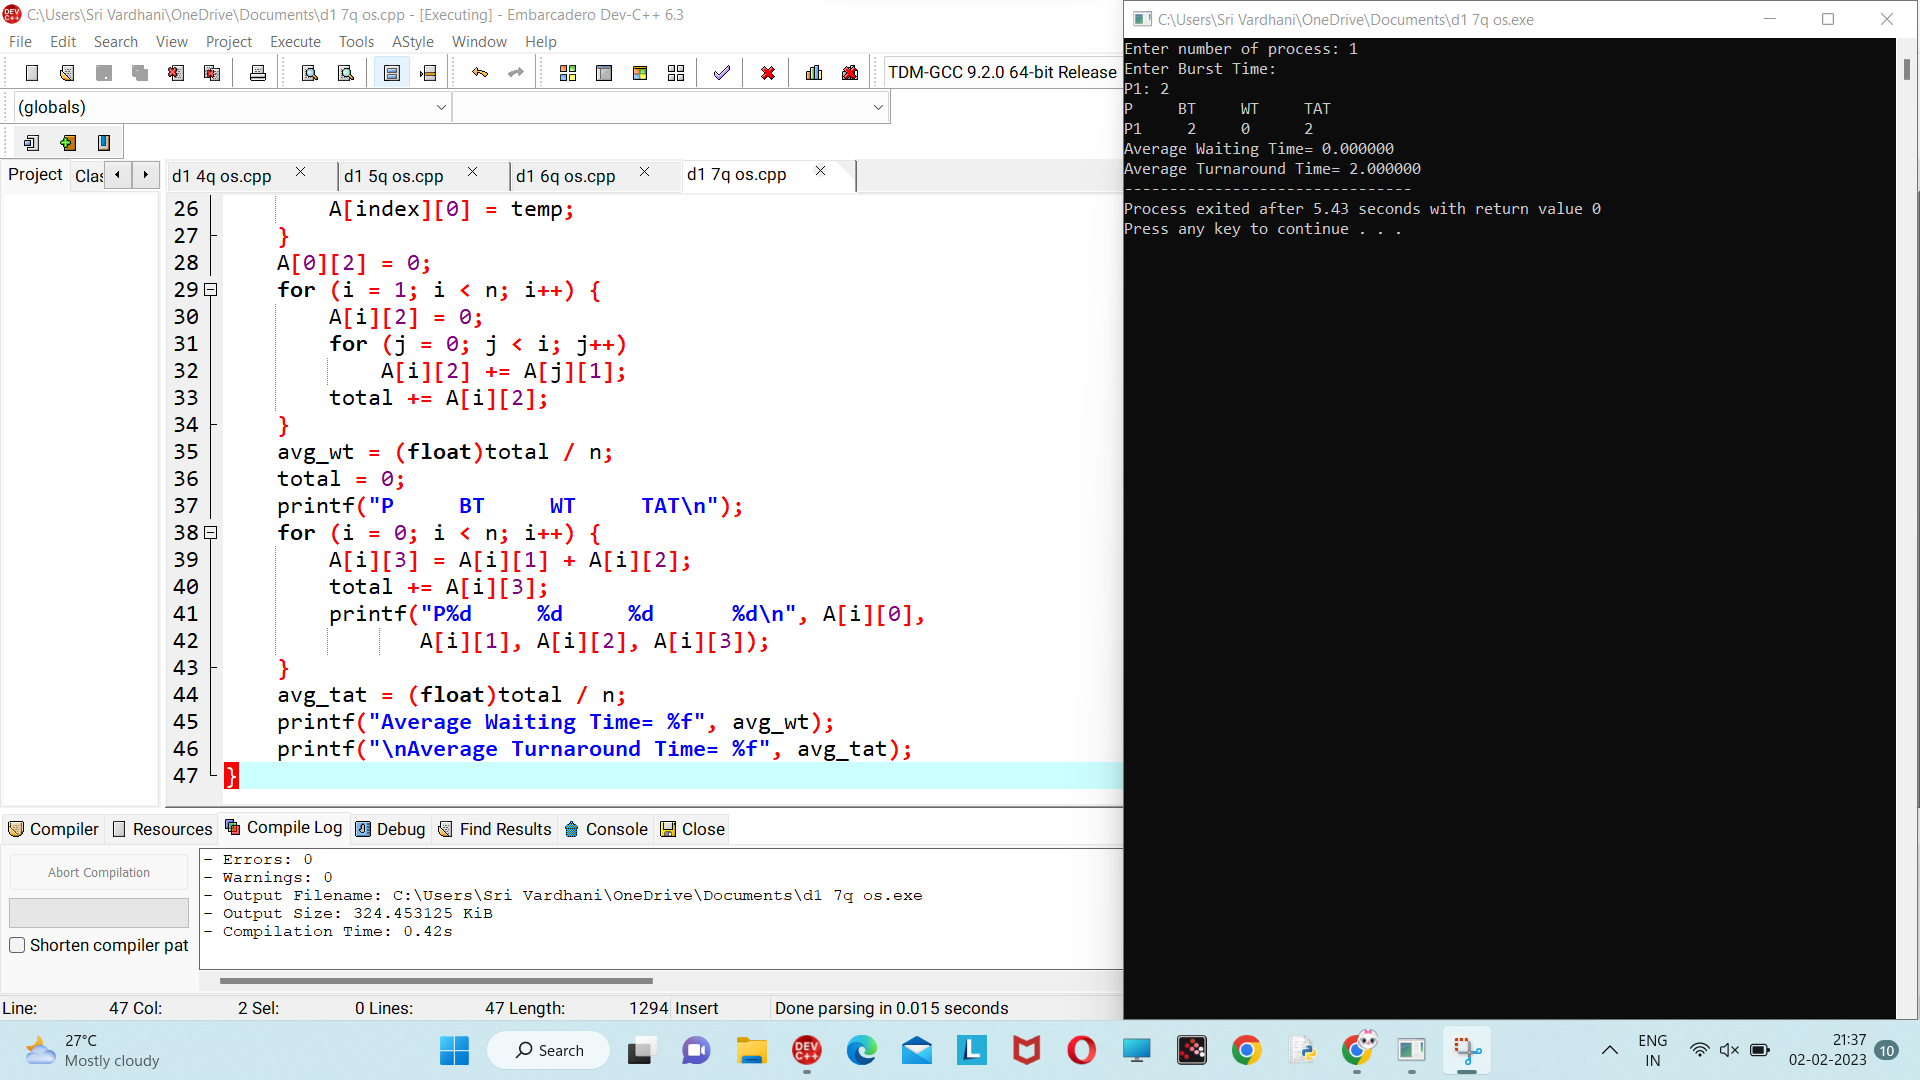 C:\Users\Sri Vardhani\OneDrive\Documents\d1 7q os.cpp - [Executing] - Embarcadero Dev-C++ 6.3
File Edit Search View Project Execute Tools AStyle Window Help
TDM-GCC 9.2.0 64-bit Release
(globals)
Project Clas
d1 4q os.cpp d1 5q os.cpp d1 6q os.cpp d1 7q os.cpp
26 A[index][0] = temp;
27 }
28 A[0][2] = 0;
29 for (i = 1; i < n; i++) {
30 A[i][2] = 0;
31 for (j = 0; j < i; j++)
32 A[i][2] += A[j][1];
33 total += A[i][2];
34 }
35 avg_wt = (float)total / n;
36 total = 0;
37 printf("P     BT     WT     TAT\n");
38 for (i = 0; i < n; i++) {
39 A[i][3] = A[i][1] + A[i][2];
40 total += A[i][3];
41 printf("P%d     %d     %d      %d\n", A[i][0],
42 A[i][1], A[i][2], A[i][3]);
43 }
44 avg_tat = (float)total / n;
45 printf("Average Waiting Time= %f", avg_wt);
46 printf("\nAverage Turnaround Time= %f", avg_tat);
47 }
Compiler Resources Compile Log Debug Find Results Console Close
Abort Compilation
Shorten compiler pat
- Errors: 0
- Warnings: 0
- Output Filename: C:\Users\Sri Vardhani\OneDrive\Documents\d1 7q os.exe
- Output Size: 324.453125 KiB
- Compilation Time: 0.42s
Line: 47 Col: 2 Sel: 0 Lines: 47 Length: 1294 Insert Done parsing in 0.015 seconds
C:\Users\Sri Vardhani\OneDrive\Documents\d1 7q os.exe
Enter number of process: 1
Enter Burst Time:
P1: 2
P     BT     WT     TAT
P1     2     0      2
Average Waiting Time= 0.000000
Average Turnaround Time= 2.000000
--------------------------------
Process exited after 5.43 seconds with return value 0
Press any key to continue . . .
27°C
Mostly cloudy
Search
DEV C++
L
ENG
IN
21:37
02-02-2023
10